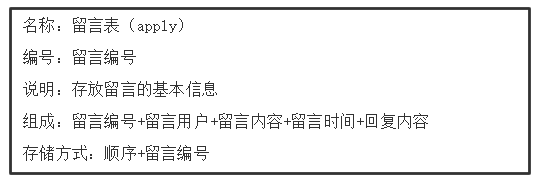 名称：留言表（apply）
编号：留言编号
说明：存放留言的基本信息
组成：留言编号+留言用户+留言内容+留言时间+回复内容
存储方式：顺序+留言编号